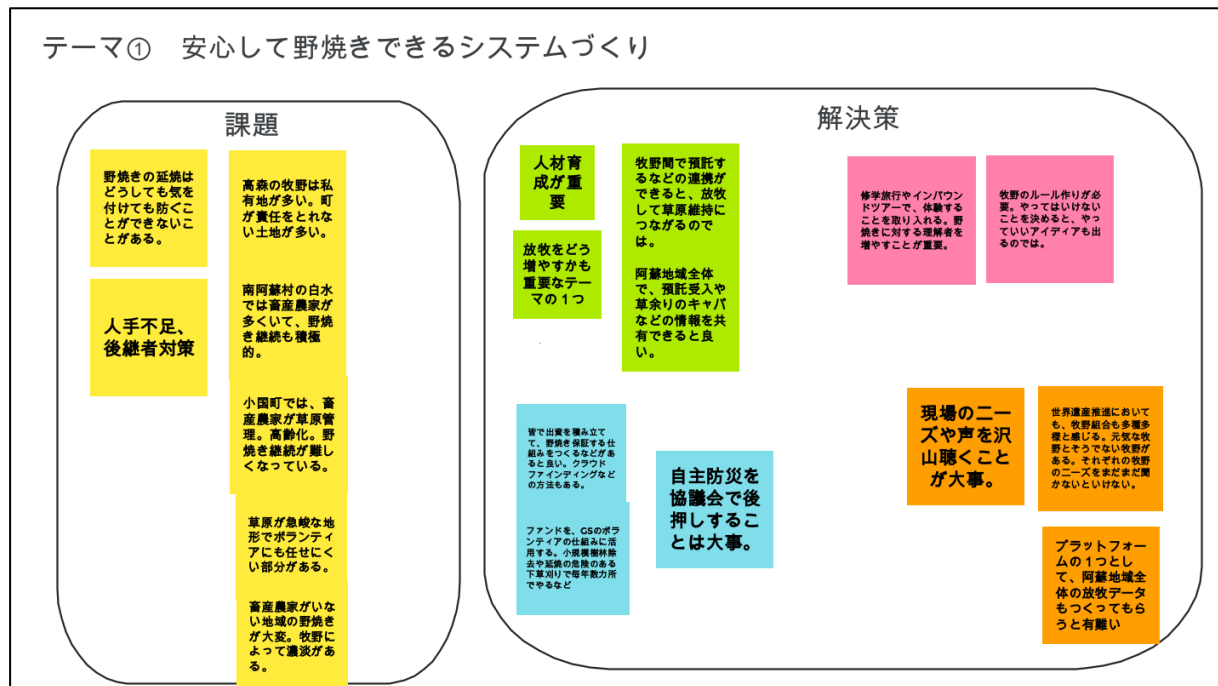 テーマ① 安心して野焼きできるシステムづくり
課題
野焼きの延焼は
どうしても気を
付けても防ぐこ
とができないこ
とがある。
人手不足、
後継者対策
高森の牧野は私
有地が多い。町
が責任をとれな
い土地が多い。
南阿蘇村の白水
では畜産農家が
多くいて、野焼
き継続も積極
的。
小国町では、畜
産農家が草原管
理。高齢化。野
焼き継続が難し
くなっている。
草原が急峻な地
形でボランティ
アにも任せにく
い部分がある。
畜産農家がいな
い地域の野焼き
が大変。牧野に
よって濃淡があ
る。
解決策
人材育
成が重
要
放牧をどう
増やすかも
重要なテー
マの1つ
牧野間で預託す
るなどの連携が
できると、放牧
して草原維持に
つながるので
は。
阿蘇地域全体
で、預託受入や
草余りのキャパ
などの情報を共
有できると良
い。
修学旅行やインバウン
ドツアーで、体験する
ことを取り入れる。野
焼きに対する理解者を
増やすことが重要。
牧野のルール作りが必
要。やってはいけない
ことを決めると、やっ
ていいアイディアも出
るのでは。
皆で出資を積み立て
て、野焼き保証する仕
組みをつくるなどがあ
ると良い。クラウド
ファインディングなど
の方法もある。
ファンドを、GSのボラ
ンティアの仕組みに活
用する。小規模樹林除
去や延焼の危険のある
下草刈りで毎年数カ所
でやるなど
自主防災を
協議会で後
押しするこ
とは大事。
現場のニー
ズや声を沢
山聴くこと
が大事。
世界遺産推進において
も、牧野組合も多種多
様と感じる。元気な牧
野とそうでない牧野が
ある。それぞれの牧野
のニーズをまだまだ聞
かないといけない。
プラットフォー
ムの1つとし
て、阿蘇地域全
体の放牧データ
もつくってもら
うと有難い